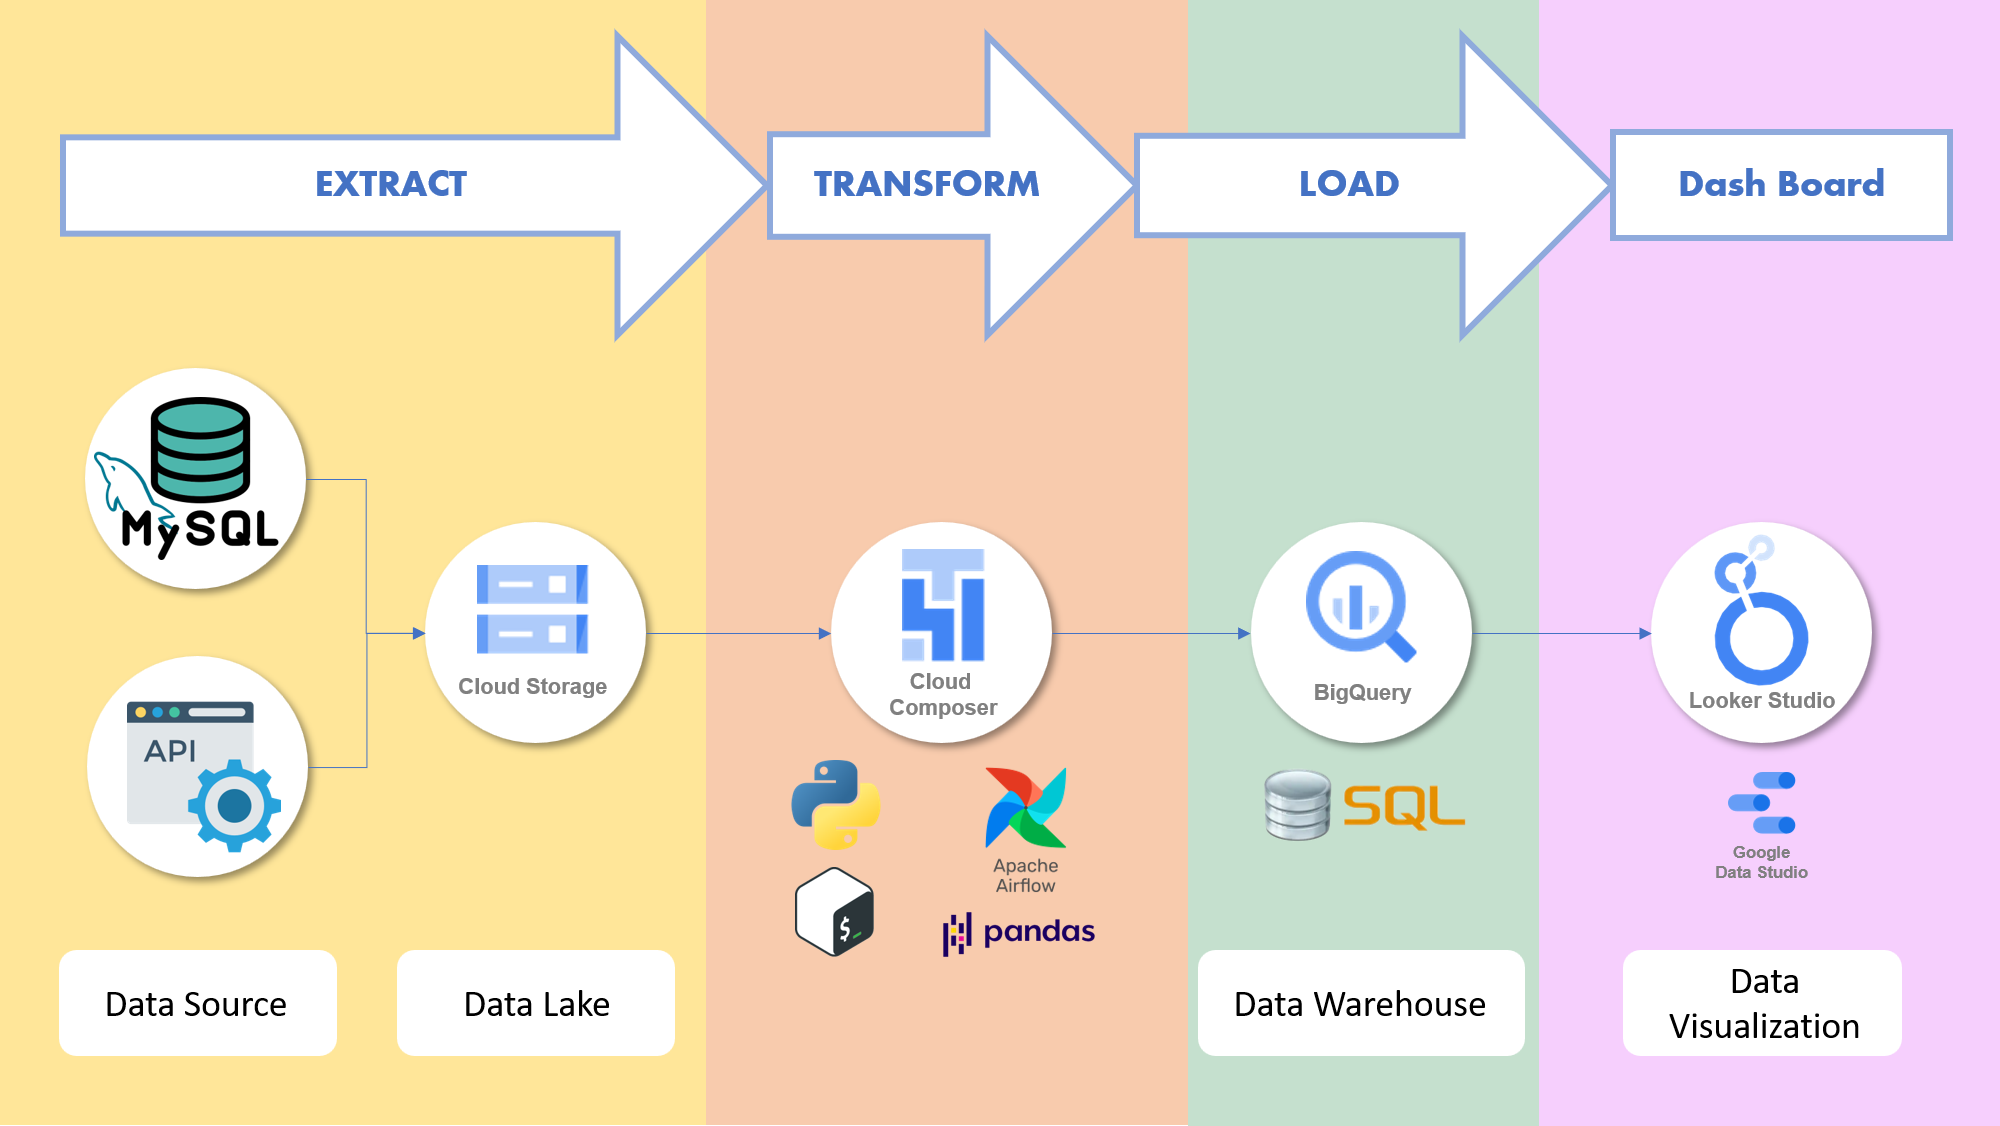 EXTRACT
TRANSFORM
LOAD
Dash Board
MySQL
API
Cloud Storage
Cloud
Composer
BigQuery
Looker Studio
Apache
Airflow
$_
pandas
SQL
Google
Data Studio
Data Source
Data Lake
Data Warehouse
Data
Visualization